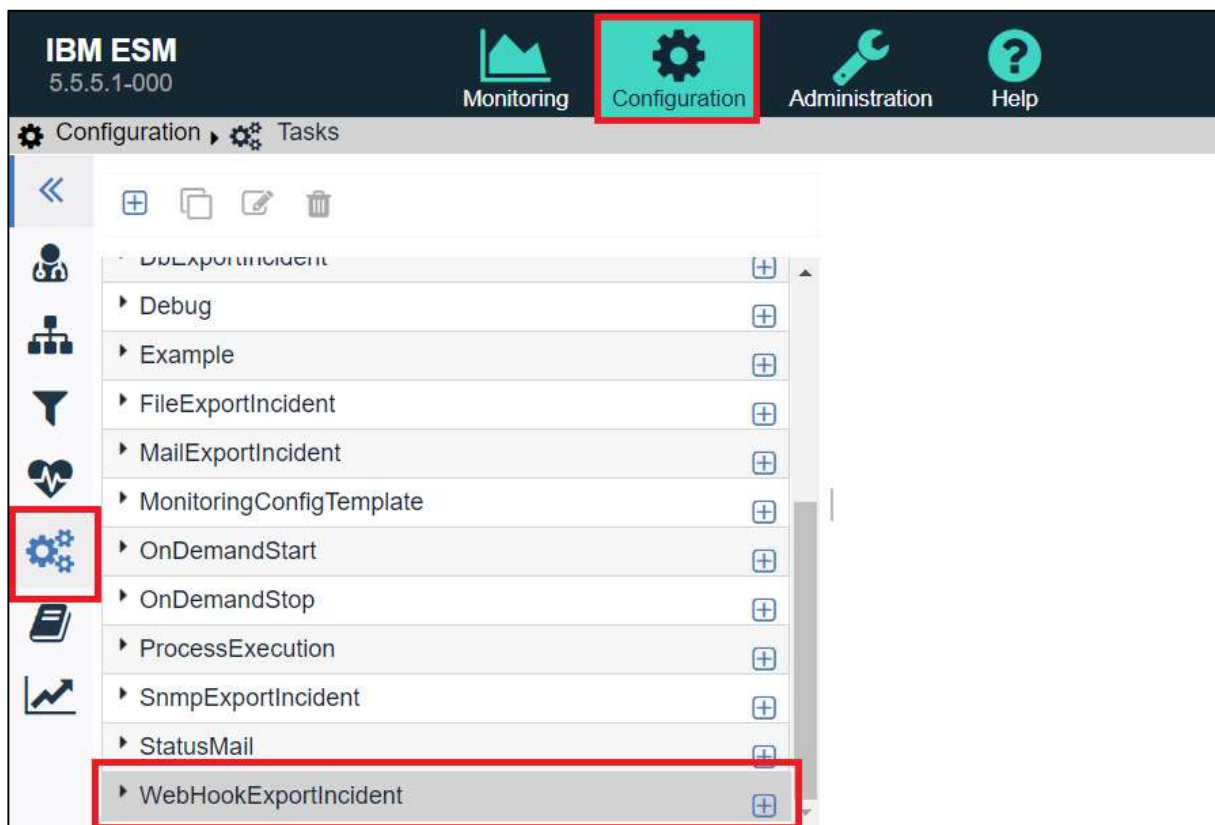 IBM ESM
5.5.5.1-000
Monitoring
Configuration
Administration
Help
Configuration
Tasks
DbExportIncident
Debug
Example
FileExportIncident
MailExportIncident
MonitoringConfigTemplate
OnDemandStart
OnDemandStop
ProcessExecution
SnmpExportIncident
StatusMail
WebHookExportIncident